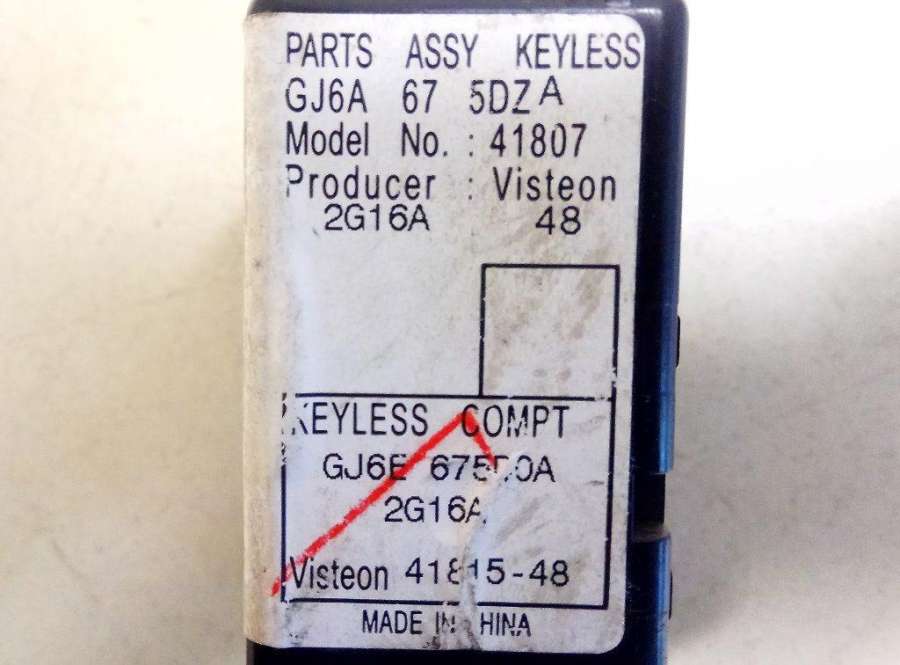 PARTS ASSY KEYLESS
GJ6A 67 5DZ A
Model No. : 41807
Producer : Visteon
2G16A 48
KEYLESS COMPT
GJ6E
2G16A
Visteon 41815-48
MADE IN CHINA